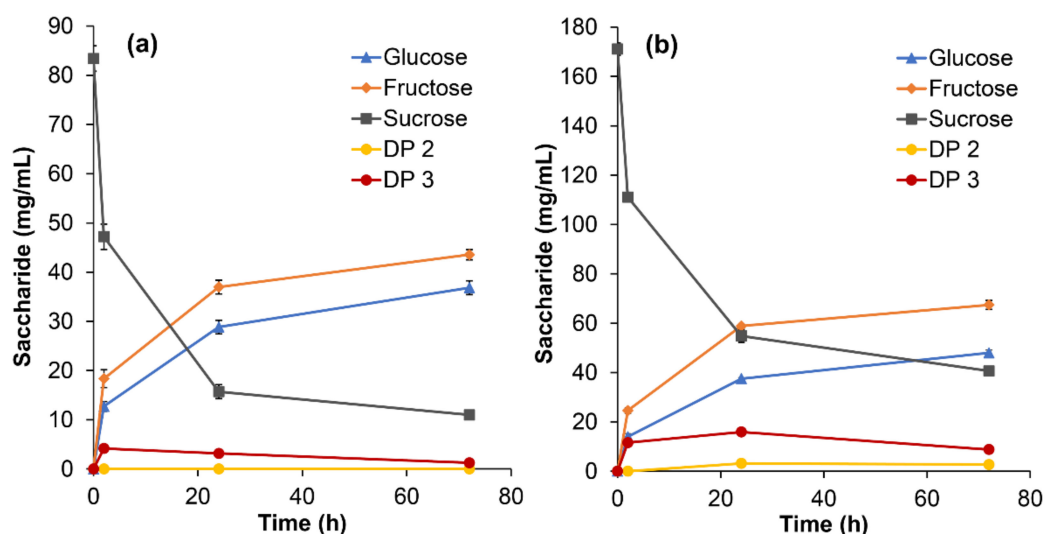 (a)
Saccharide (mg/mL)
90
80
70
60
50
40
30
20
10
0
0
20
40
60
80
Time (h)
Glucose
Fructose
Sucrose
DP 2
DP 3
(b)
Saccharide (mg/mL)
180
160
140
120
100
80
60
40
20
0
0
20
40
60
80
Time (h)
Glucose
Fructose
Sucrose
DP 2
DP 3